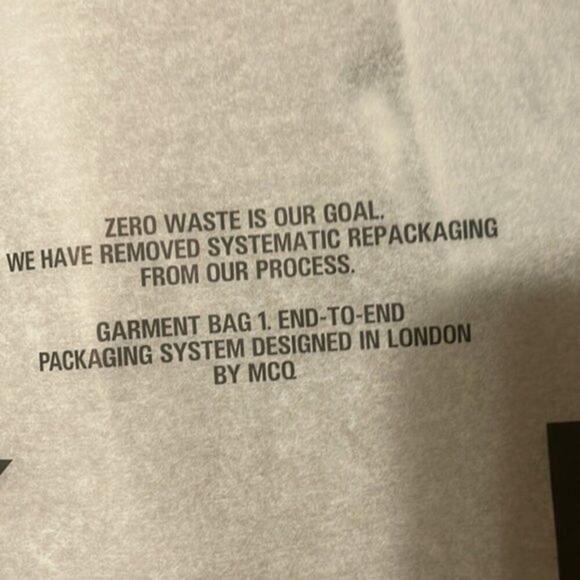 ZERO WASTE IS OUR GOAL.
WE HAVE REMOVED SYSTEMATIC REPACKAGING
FROM OUR PROCESS.
GARMENT BAG 1. END-TO-END
PACKAGING SYSTEM DESIGNED IN LONDON
BY MCQ